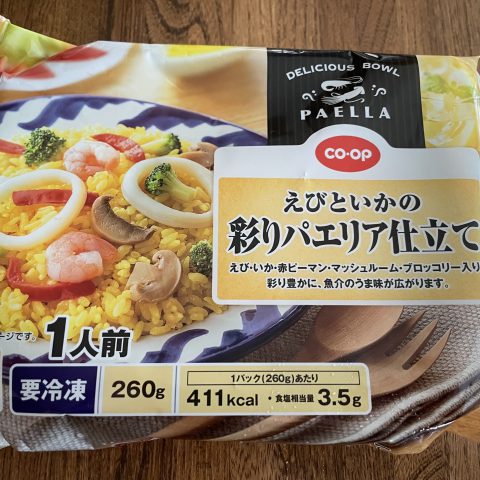 DELICIOUS BOWL
PAELLA
CO·OP
えびといかの
彩りパエリア仕立て
えび・いか・赤ピーマン・マッシュルーム・ブロッコリー入り
彩り豊かに、魚介のうま味が広がります。
ージです。
1人前
要冷凍
260g
1パック(260g)あたり
411kcal・食塩相当量3.5g